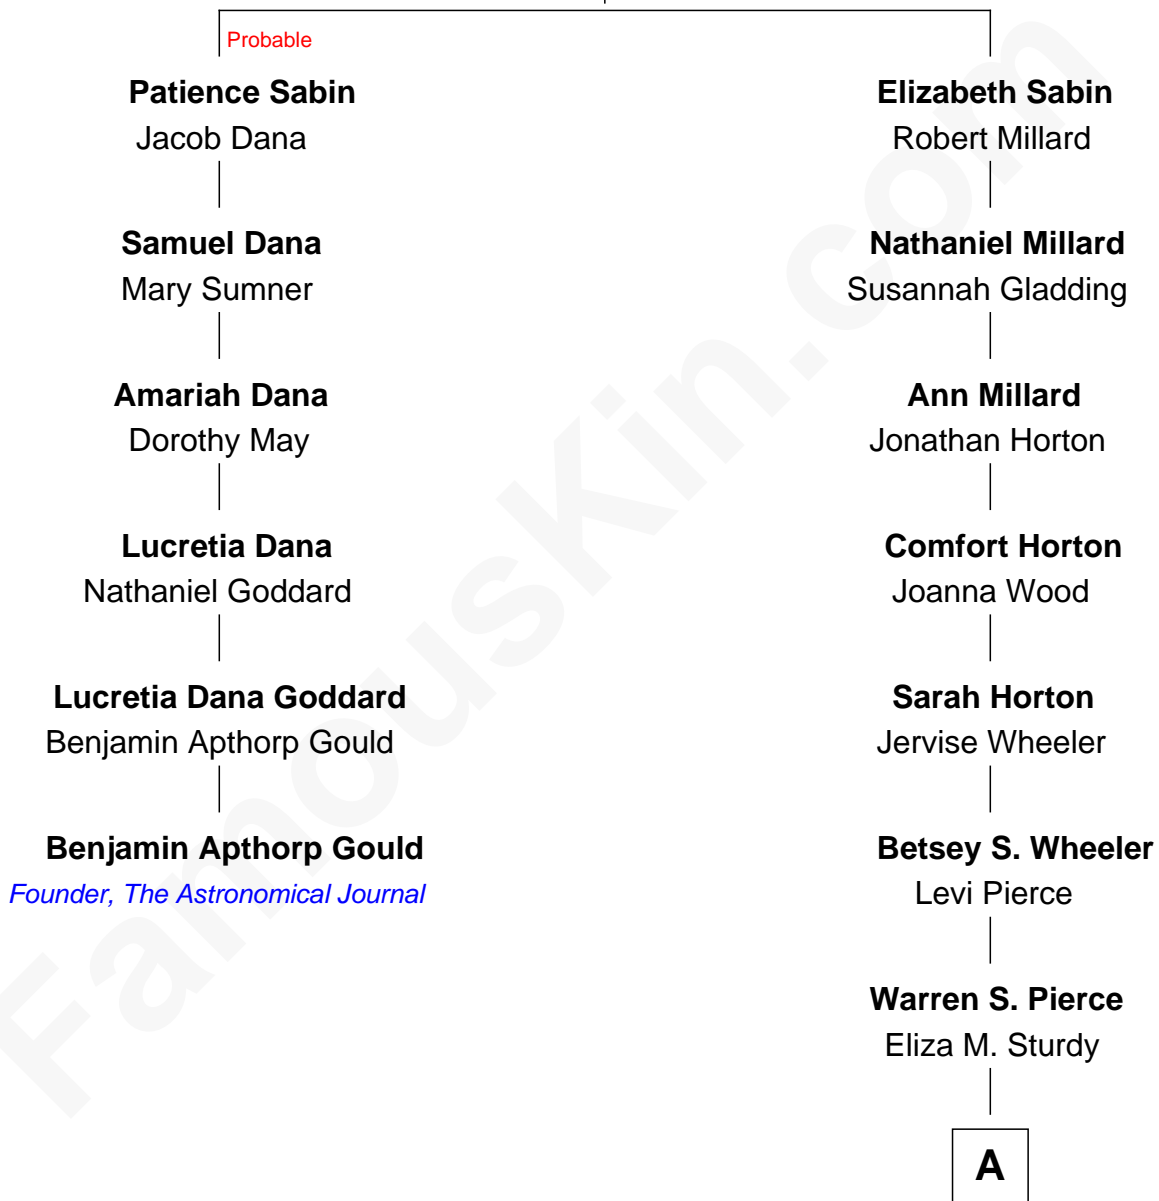 Probable
Patience Sabin
Jacob Dana
Samuel Dana
Mary Sumner
Amariah Dana
Dorothy May
Lucretia Dana
Nathaniel Goddard
Lucretia Dana Goddard
Benjamin Apthorp Gould
Benjamin Apthorp Gould
Founder, The Astronomical Journal
Elizabeth Sabin
Robert Millard
Nathaniel Millard
Susannah Gladding
Ann Millard
Jonathan Horton
Comfort Horton
Joanna Wood
Sarah Horton
Jervise Wheeler
Betsey S. Wheeler
Levi Pierce
Warren S. Pierce
Eliza M. Sturdy
A
FamousKin.com